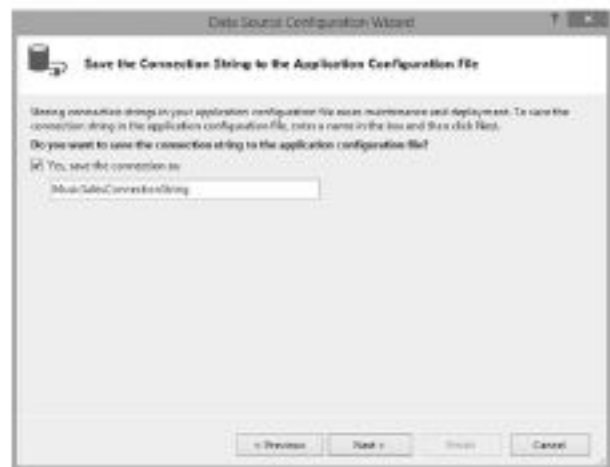 Data Source Configuration Wizard
?
Save the Connection String to the Application Configuration File
Storing connection strings in your application configuration file eases maintenance and deployment. To save the
connection string in the application configuration file, enter a name in the box and then click Next.
Do you want to save the connection string to the application configuration file?
Yes, save the connection as:
MusicSalesConnectionString
< Previous
Next >
Finish
Cancel